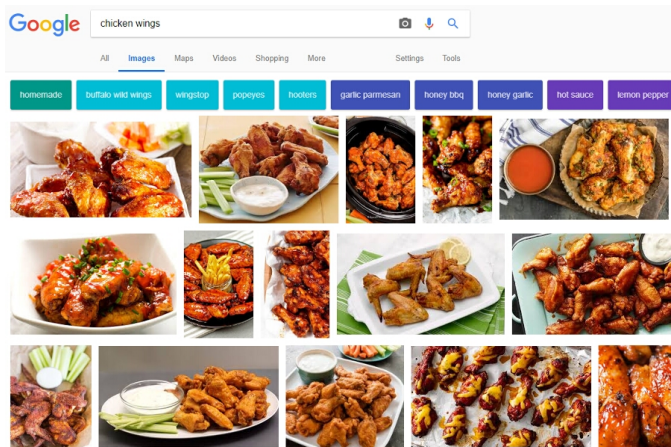 Google chicken wings
All Images Maps Videos Shopping More Settings Tools
homemade buffalo wild wings wingstop popeyes hooters garlic parmesan honey bbq honey garlic hot sauce lemon pepper